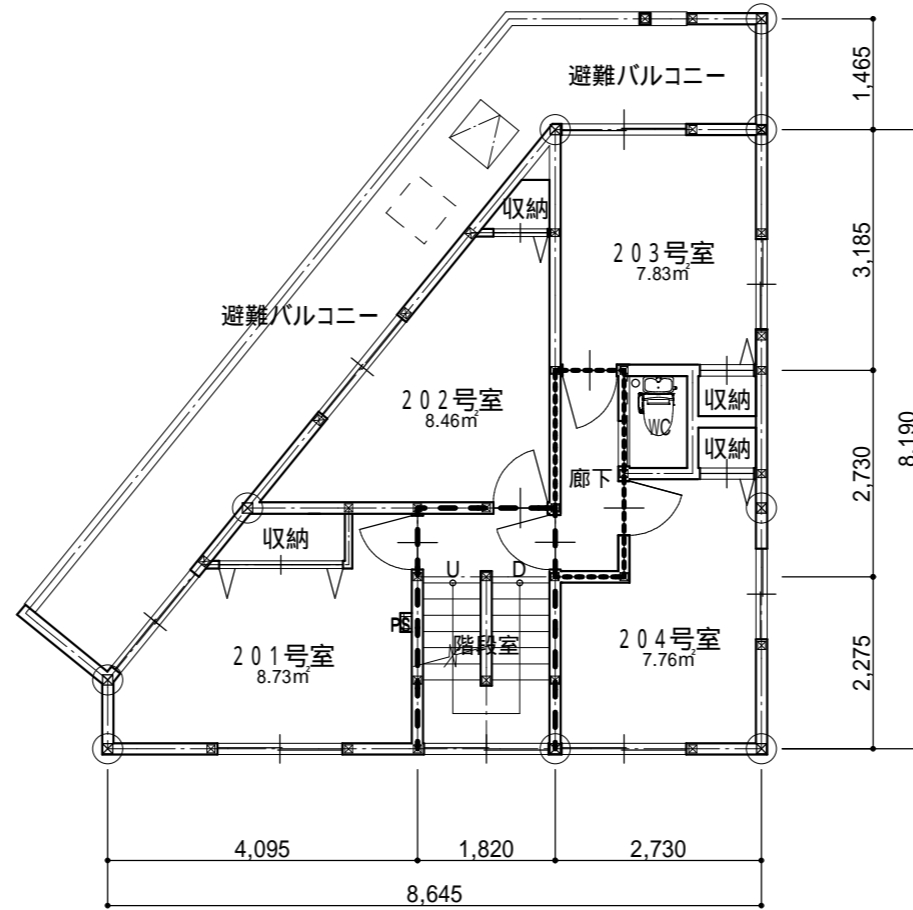 避難バルコニー
1,465
収納
203号室
7.83㎡
3,185
避難バルコニー
202号室
8.46㎡
WC
収納
収納
8,190
廊下
2,730
収納
U
D
PS
階段室
201号室
8.73㎡
204号室
7.76㎡
2,275
4,095
1,820
2,730
8,645